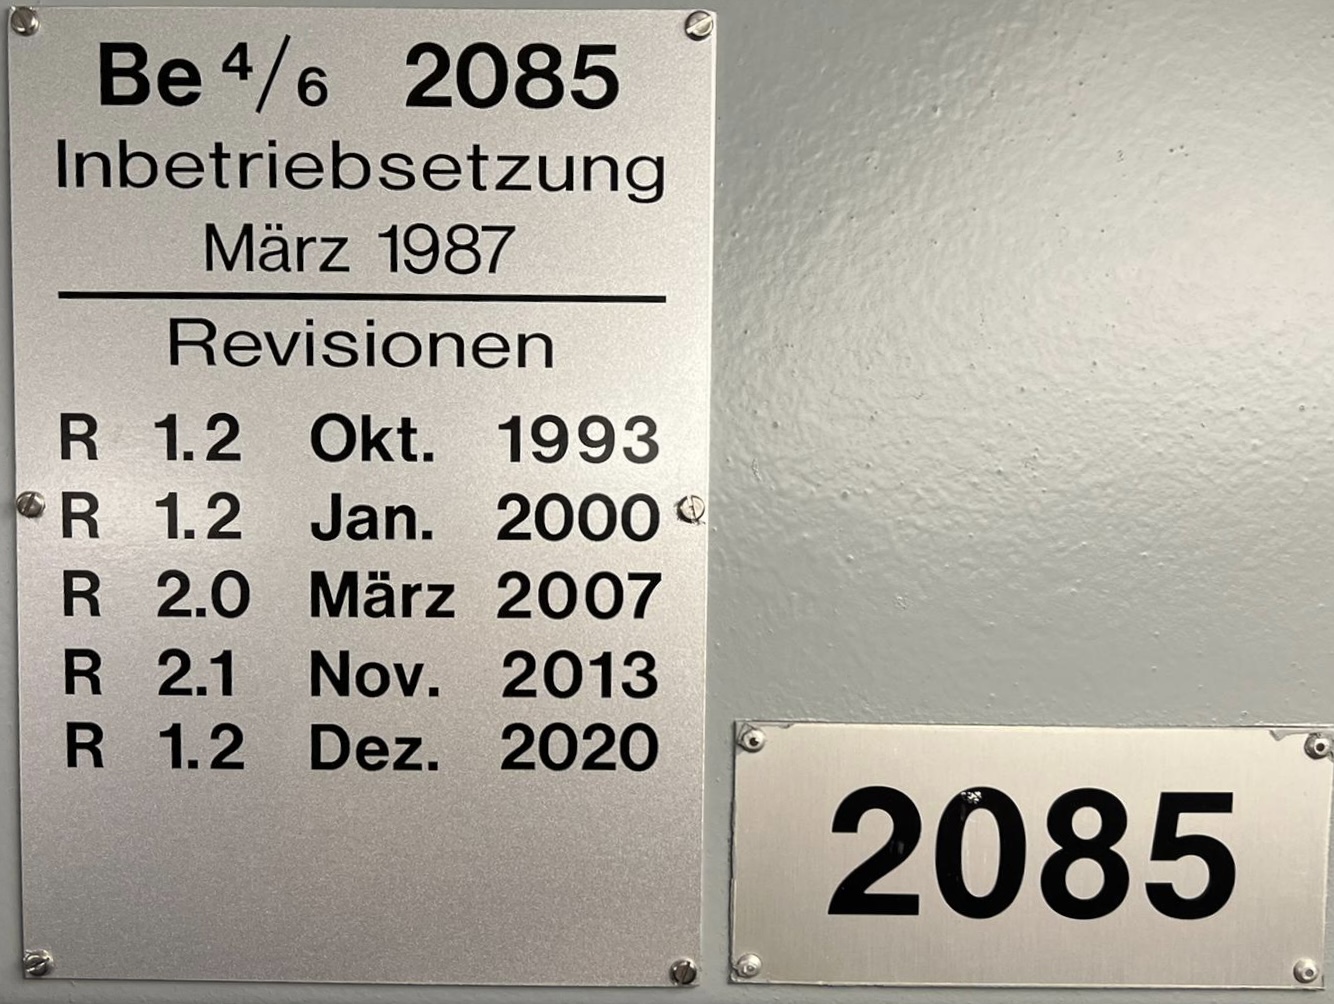 Be 4/6 2085
Inbetriebsetzung
März 1987
Revisionen
R 1.2 Okt. 1993
R 1.2 Jan. 2000
R 2.0 März 2007
R 2.1 Nov. 2013
R 1.2 Dez. 2020
2085